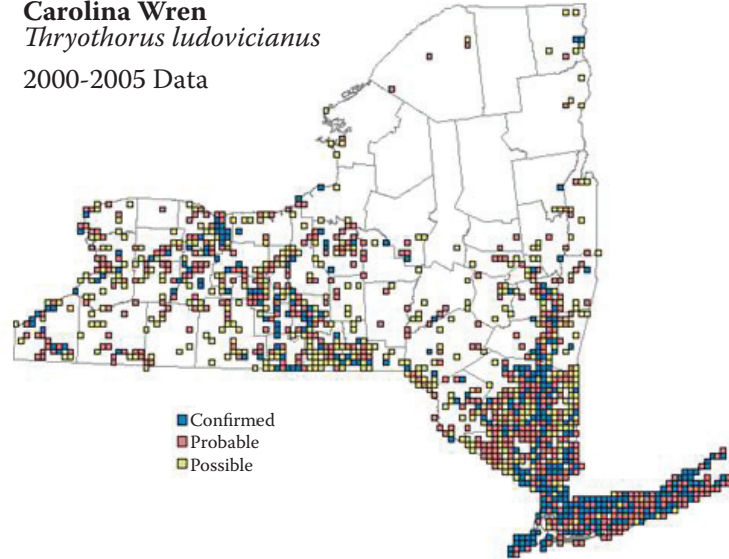 Carolina Wren
Thryothorus ludovicianus
2000-2005 Data
Confirmed
Probable
Possible